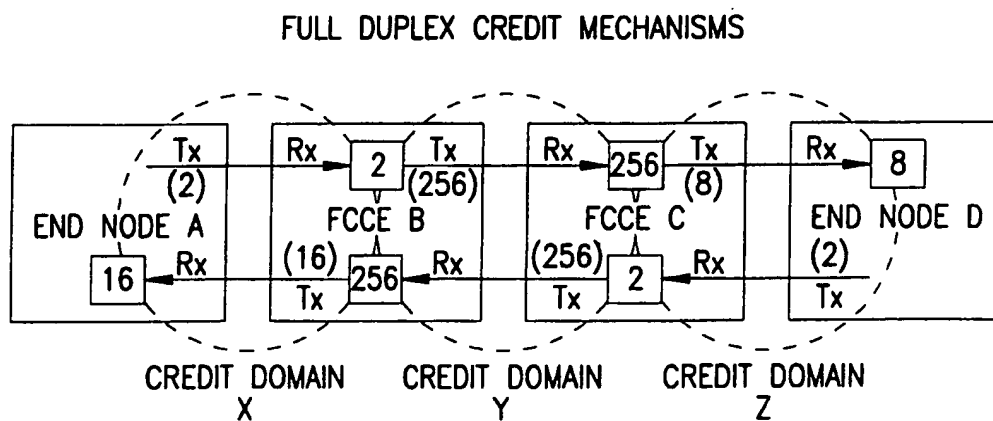 FULL DUPLEX CREDIT MECHANISMS
Tx Rx 2 Tx Rx 256 Tx Rx 8
(2) (256) (8)
END NODE A FCCE B FCCE C END NODE D
16 Rx (16) 256 Rx (256) 2 Rx (2)
Tx Tx Tx
CREDIT DOMAIN CREDIT DOMAIN CREDIT DOMAIN
X Y Z